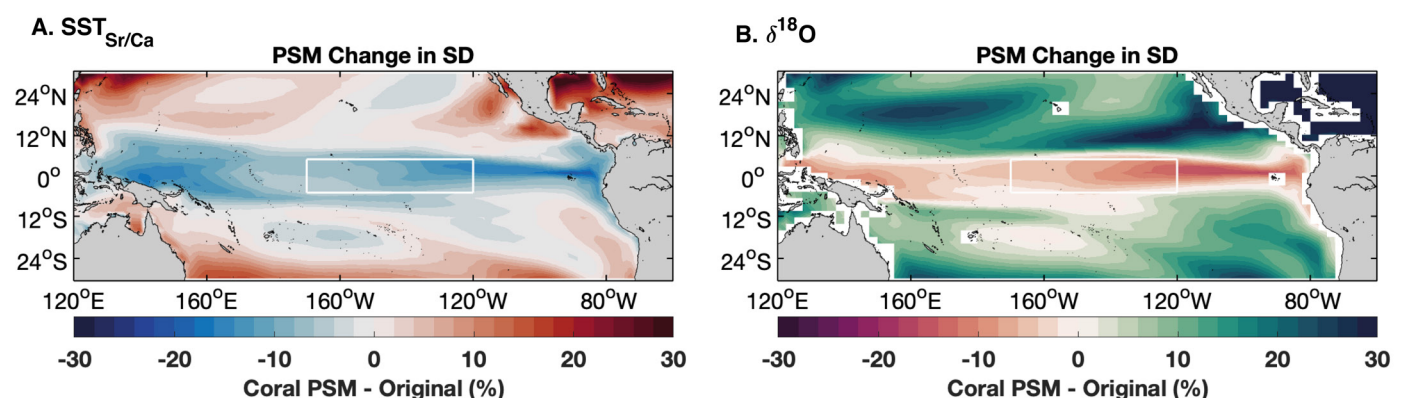 A. SST_Sr/Ca
PSM Change in SD
24°N
12°N
0°
12°S
24°S
120°E 160°E 160°W 120°W 80°W
-30 -20 -10 0 10 20 30
Coral PSM - Original (%)
B. δ¹⁸O
PSM Change in SD
24°N
12°N
0°
12°S
24°S
120°E 160°E 160°W 120°W 80°W
-30 -20 -10 0 10 20 30
Coral PSM - Original (%)